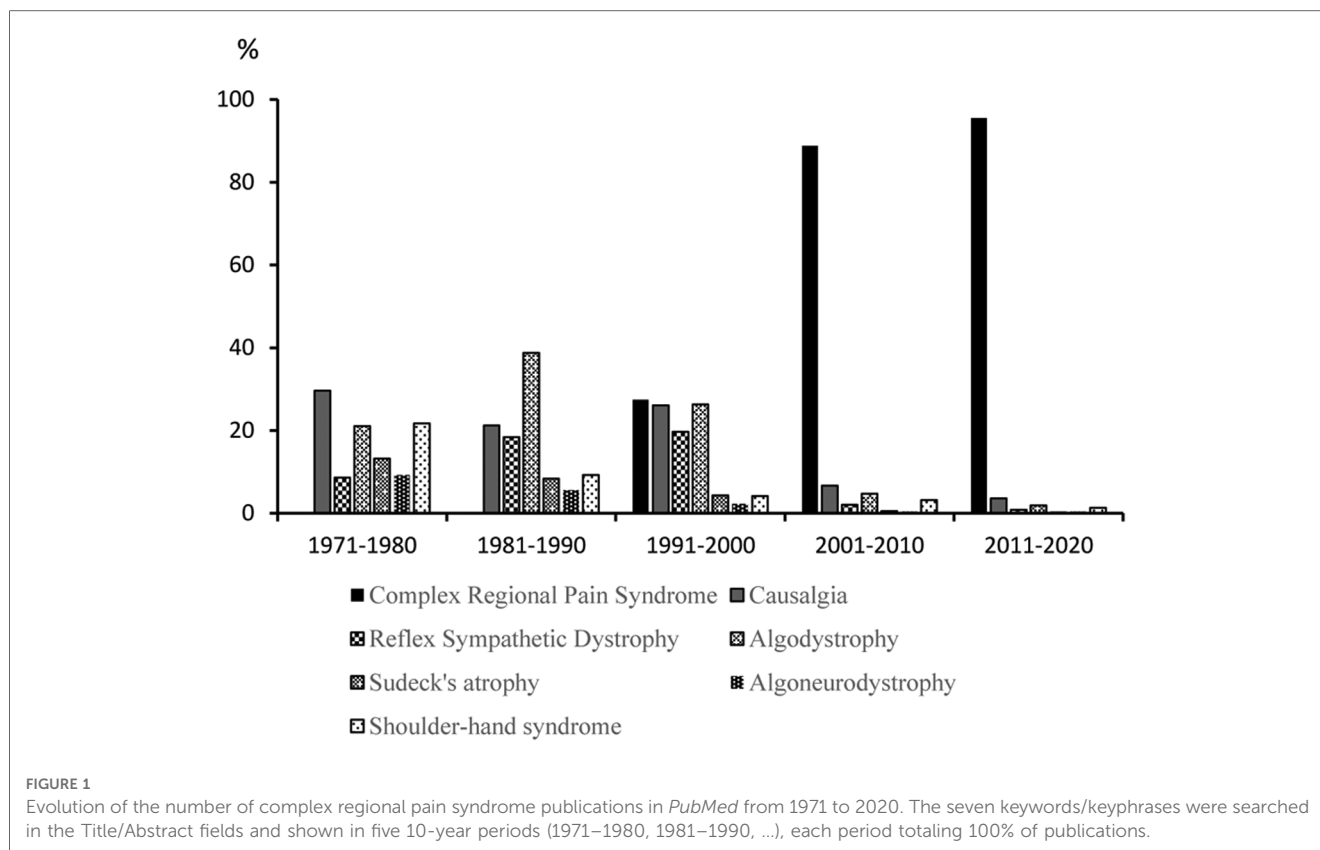 %
100
80
60
40
20
0
1971-1980 1981-1990 1991-2000 2001-2010 2011-2020
Complex Regional Pain Syndrome Causalgia
Reflex Sympathetic Dystrophy Algodystrophy
Sudeck's atrophy Algoneurodystrophy
Shoulder-hand syndrome
FIGURE 1
Evolution of the number of complex regional pain syndrome publications in PubMed from 1971 to 2020. The seven keywords/keyphrases were searched
in the Title/Abstract fields and shown in five 10-year periods (1971–1980, 1981–1990, ...), each period totaling 100% of publications.